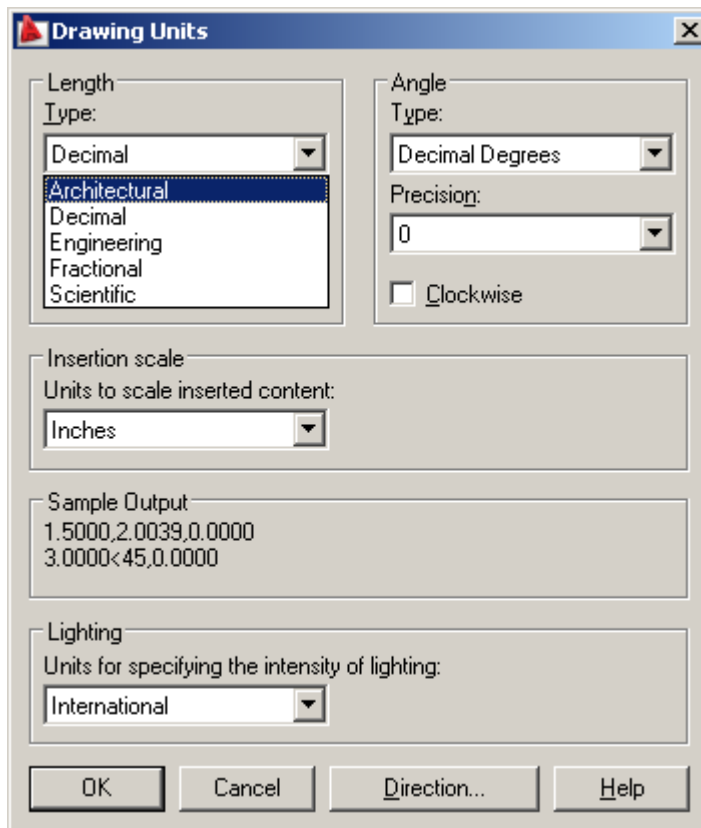 Drawing Units
Length
Type:
Decimal
Architectural
Decimal
Engineering
Fractional
Scientific
Angle
Type:
Decimal Degrees
Precision:
0
Clockwise
Insertion scale
Units to scale inserted content:
Inches
Sample Output
1.5000,2.0039,0.0000
3.0000<45,0.0000
Lighting
Units for specifying the intensity of lighting:
International
OK
Cancel
Direction...
Help